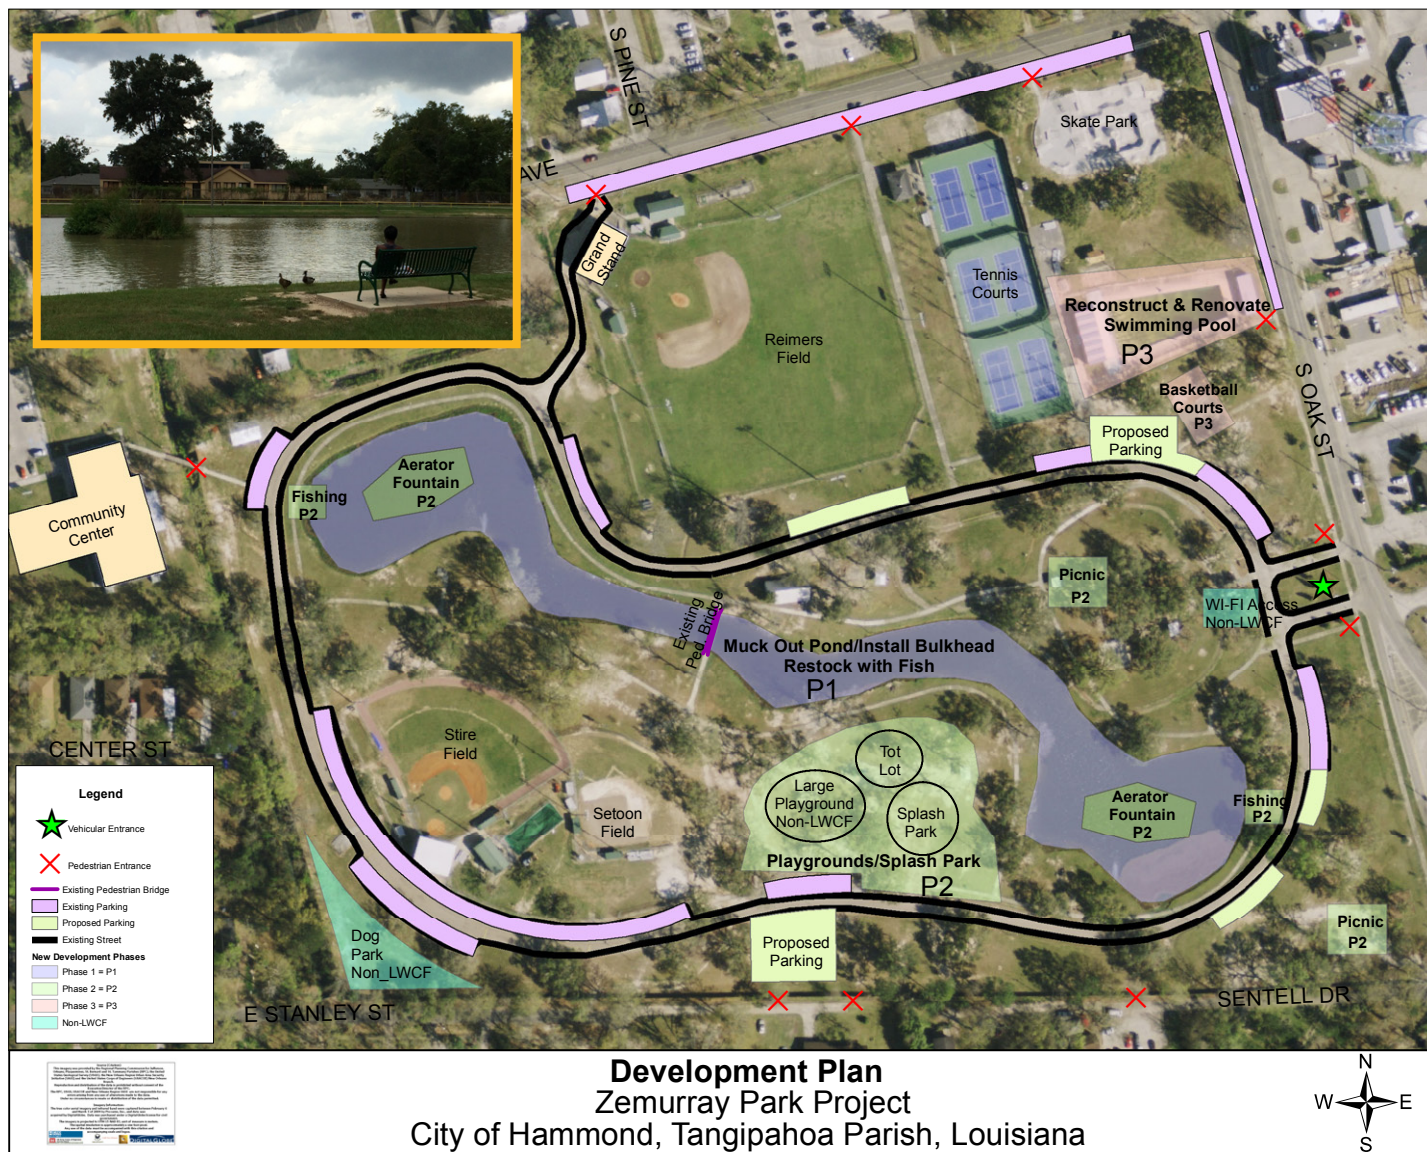 S PINE ST
AVE
Skate Park
Grand
Stand
Tennis
Courts
Reconstruct & Renovate
Swimming Pool
P3
Reimers
Field
S OAK ST
Basketball
Courts
P3
Proposed
Parking
Aerator
Fountain
P2
Fishing
P2
Community
Center
Picnic
P2
WI-FI Access
Non-LWCF
Existing
Ped. Bridge
Muck Out Pond/Install Bulkhead
Restock with Fish
P1
Stire
Field
CENTER ST
Tot
Lot
Large
Playground
Non-LWCF
Splash
Park
Setoon
Field
Aerator
Fountain
P2
Fishing
P2
Playgrounds/Splash Park
P2
Dog
Park
Non_LWCF
Proposed
Parking
Picnic
P2
E STANLEY ST
SENTELL DR
Legend
Vehicular Entrance
Pedestrian Entrance
Existing Pedestrian Bridge
Existing Parking
Proposed Parking
Existing Street
New Development Phases
Phase 1 = P1
Phase 2 = P2
Phase 3 = P3
Non-LWCF
Development Plan
Zemurray Park Project
City of Hammond, Tangipahoa Parish, Louisiana
N
W E
S